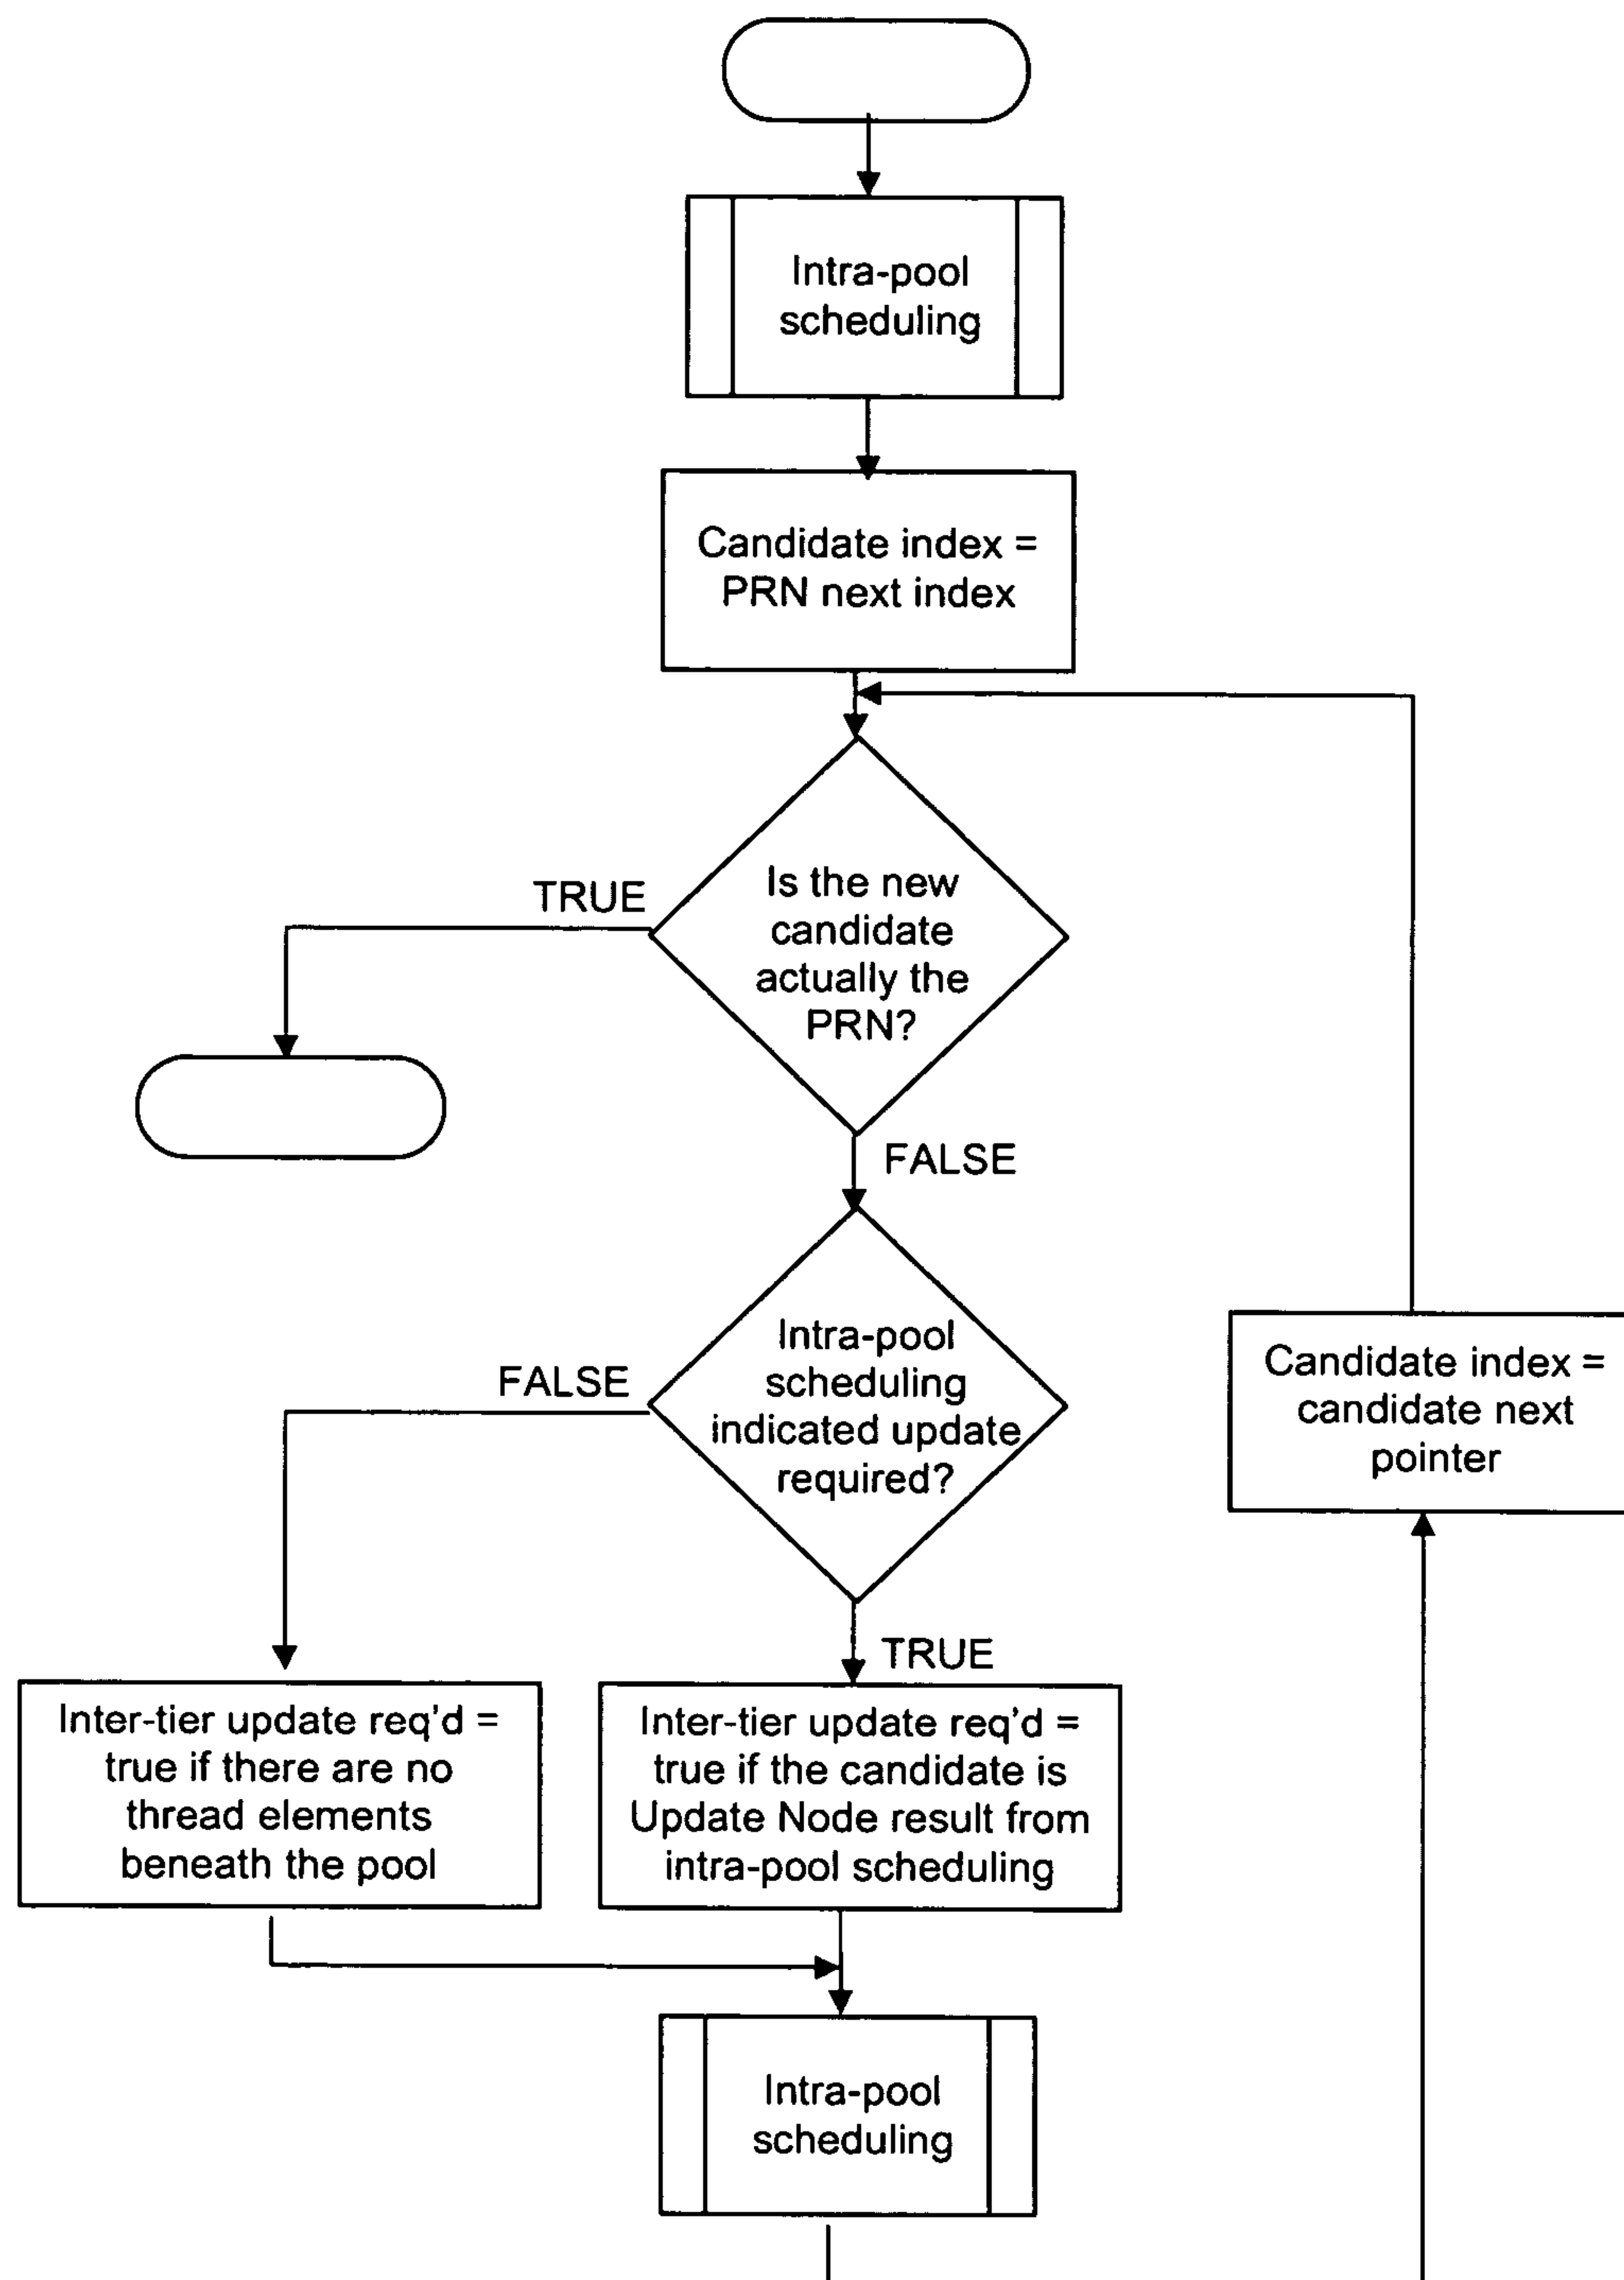 Intra-pool
scheduling
Candidate index =
PRN next index
TRUE
Is the new
candidate
actually the
PRN?
FALSE
FALSE
Intra-pool
scheduling
indicated update
required?
Candidate index =
candidate next
pointer
TRUE
Inter-tier update req'd =
true if there are no
thread elements
beneath the pool
Inter-tier update req'd =
true if the candidate is
Update Node result from
intra-pool scheduling
Intra-pool
scheduling